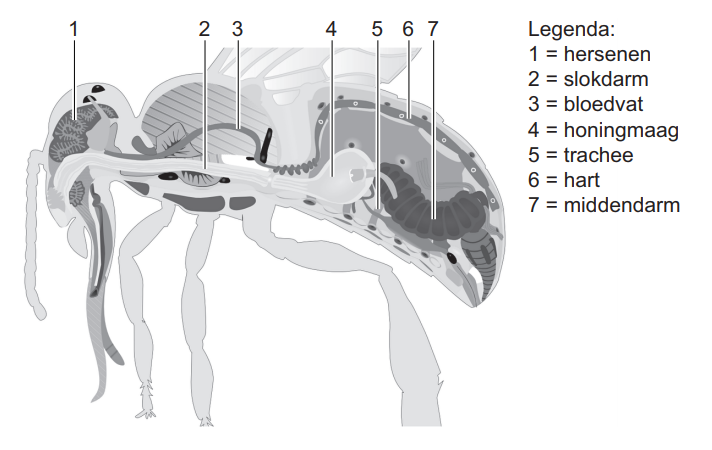 1 2 3 4 5 6 7
Legenda:
1 = hersenen
2 = slokdarm
3 = bloedvat
4 = honingmaag
5 = trachee
6 = hart
7 = middendarm